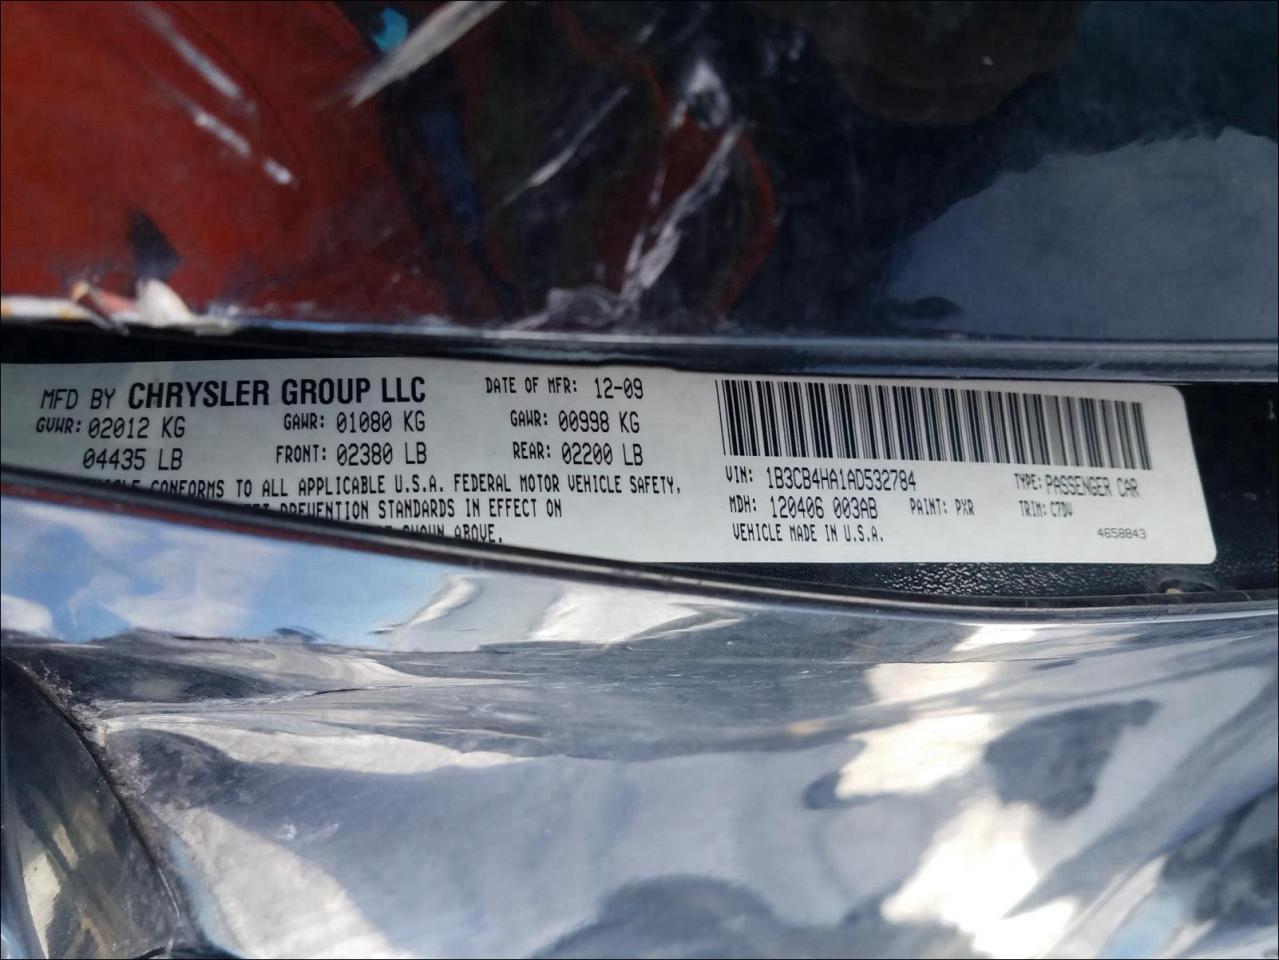 MFD BY CHRYSLER GROUP LLC DATE OF MFR: 12-09
GVWR: 02012 KG GAWR: 01080 KG GAWR: 00998 KG
04435 LB FRONT: 02380 LB REAR: 02200 LB
CONFORMS TO ALL APPLICABLE U.S.A. FEDERAL MOTOR VEHICLE SAFETY,
PREVENTION STANDARDS IN EFFECT ON
SHOWN ABOVE.
VIN: 1B3CB4HA1AD532784 TYPE: PASSENGER CAR
MDH: 120406 003AB PAINT: PXR TRIM: C7DV
VEHICLE MADE IN U.S.A. 4658843